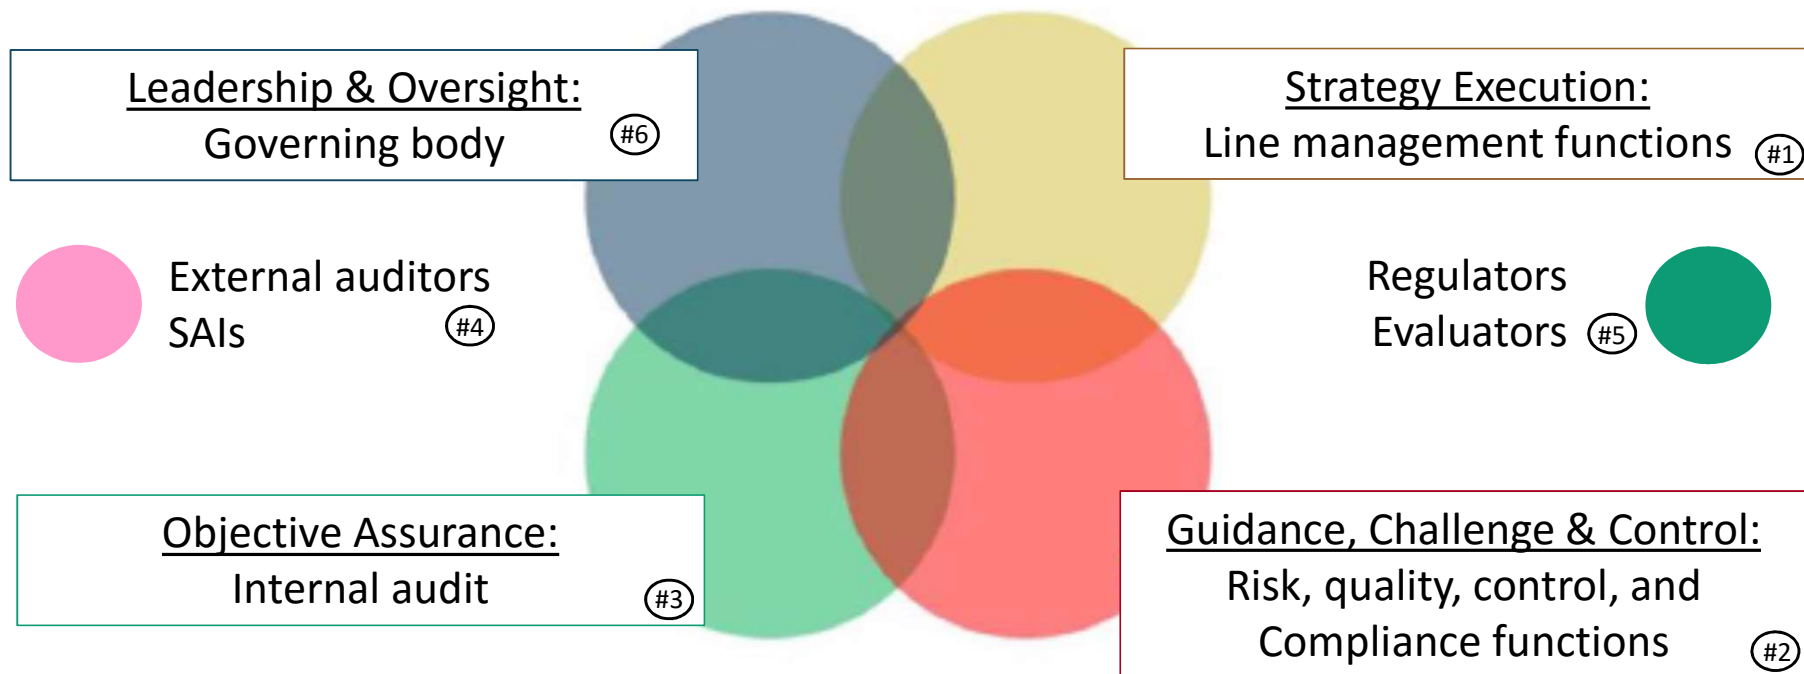 Leadership & Oversight:
Governing body
#6
Strategy Execution:
Line management functions
#1
External auditors
SAIs
#4
Regulators
Evaluators
#5
Objective Assurance:
Internal audit
#3
Guidance, Challenge & Control:
Risk, quality, control, and
Compliance functions
#2